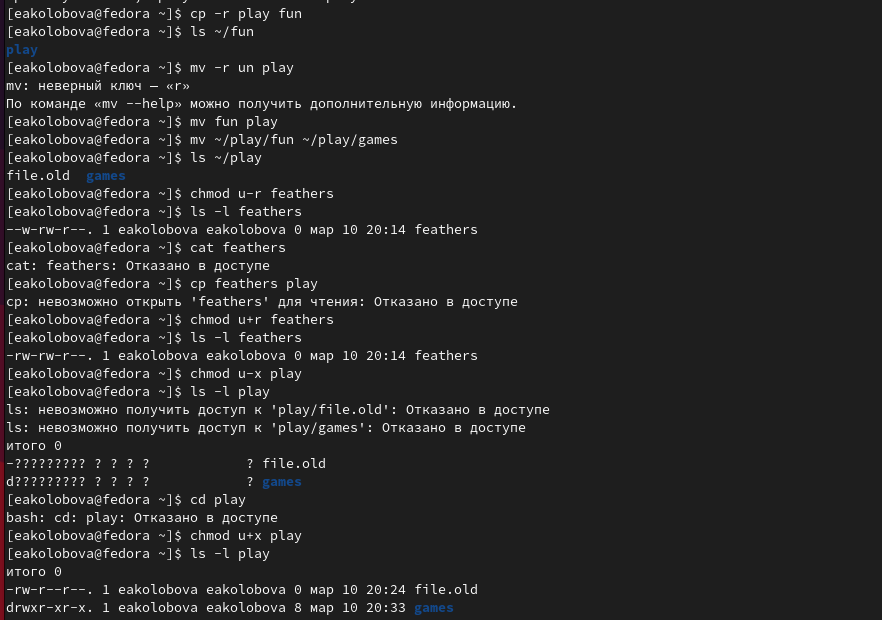 [eakolobova@fedora ~]$ cp -r play fun
[eakolobova@fedora ~]$ ls ~/fun
play
[eakolobova@fedora ~]$ mv -r un play
mv: неверный ключ — «r»
По команде «mv --help» можно получить дополнительную информацию.
[eakolobova@fedora ~]$ mv fun play
[eakolobova@fedora ~]$ mv ~/play/fun ~/play/games
[eakolobova@fedora ~]$ ls ~/play
file.old  games
[eakolobova@fedora ~]$ chmod u-r feathers
[eakolobova@fedora ~]$ ls -l feathers
--w-rw-r--. 1 eakolobova eakolobova 0 мар 10 20:14 feathers
[eakolobova@fedora ~]$ cat feathers
cat: feathers: Отказано в доступе
[eakolobova@fedora ~]$ cp feathers play
cp: невозможно открыть 'feathers' для чтения: Отказано в доступе
[eakolobova@fedora ~]$ chmod u+r feathers
[eakolobova@fedora ~]$ ls -l feathers
-rw-rw-r--. 1 eakolobova eakolobova 0 мар 10 20:14 feathers
[eakolobova@fedora ~]$ chmod u-x play
[eakolobova@fedora ~]$ ls -l play
ls: невозможно получить доступ к 'play/file.old': Отказано в доступе
ls: невозможно получить доступ к 'play/games': Отказано в доступе
итого 0
-????????? ? ? ? ?            ? file.old
d????????? ? ? ? ?            ? games
[eakolobova@fedora ~]$ cd play
bash: cd: play: Отказано в доступе
[eakolobova@fedora ~]$ chmod u+x play
[eakolobova@fedora ~]$ ls -l play
итого 0
-rw-r--r--. 1 eakolobova eakolobova 0 мар 10 20:24 file.old
drwxr-xr-x. 1 eakolobova eakolobova 8 мар 10 20:33 games